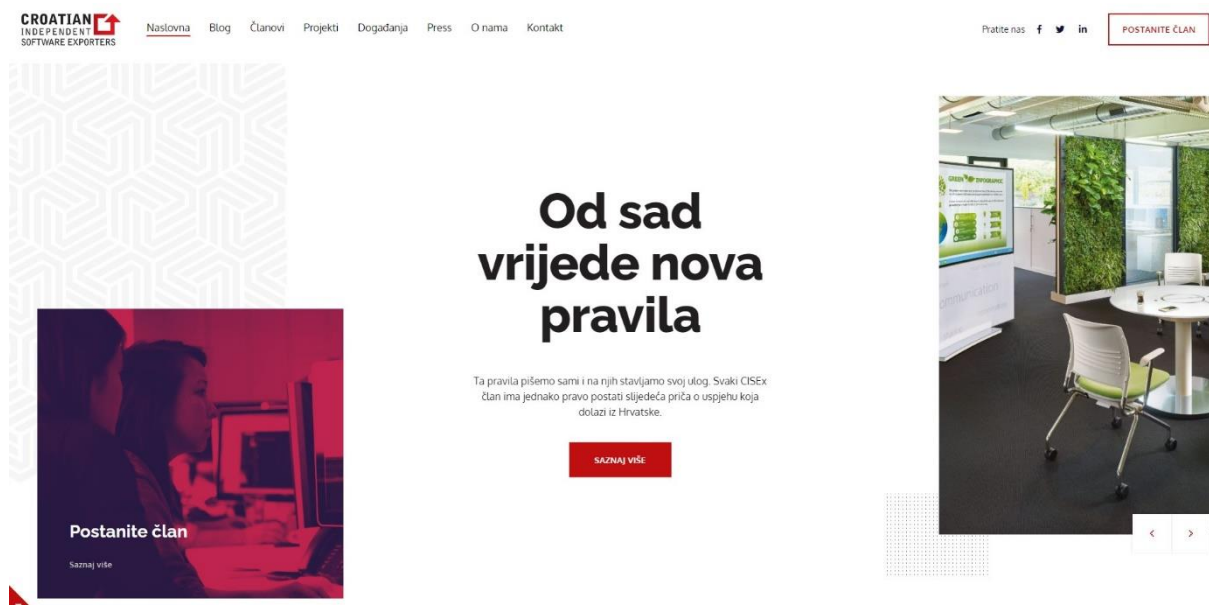 CROATIAN
INDEPENDENT
SOFTWARE EXPORTERS
Naslovna Blog Članovi Projekti Događanja Press O nama Kontakt
Pratite nas
POSTANITE ČLAN
Od sad
vrijede nova
pravila
Ta pravila pišemo sami i na njih stavljamo svoj ulog. Svaki CISEx
član ima jednako pravo postati slijedeća priča o uspjehu koja
dolazi iz Hrvatske.
SAZNAJ VIŠE
Postanite član
Saznaj više
GREEN INFOGRAPHICS